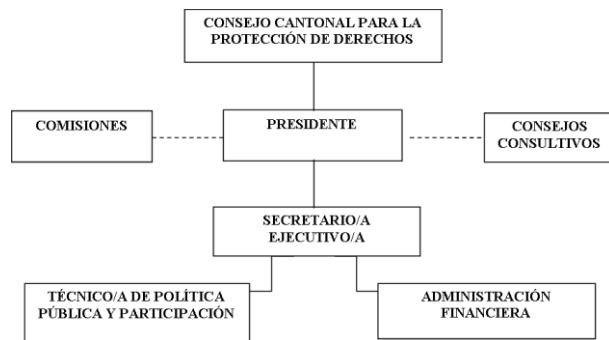 CONSEJO CANTONAL PARA LA
PROTECCIÓN DE DERECHOS
COMISIONES
PRESIDENTE
CONSEJOS
CONSULTIVOS
SECRETARIO/A
EJECUTIVO/A
TÉCNICO/A DE POLÍTICA
PÚBLICA Y PARTICIPACIÓN
ADMINISTRACIÓN
FINANCIERA